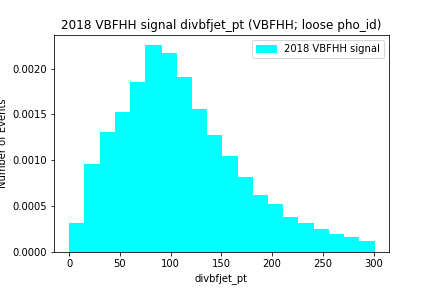 2018 VBFHH signal divbfjet_pt (VBFHH; loose pho_id)
2018 VBFHH signal
Number of Events
0.0020
0.0015
0.0010
0.0005
0.0000
0 50 100 150 200 250 300
divbfjet_pt